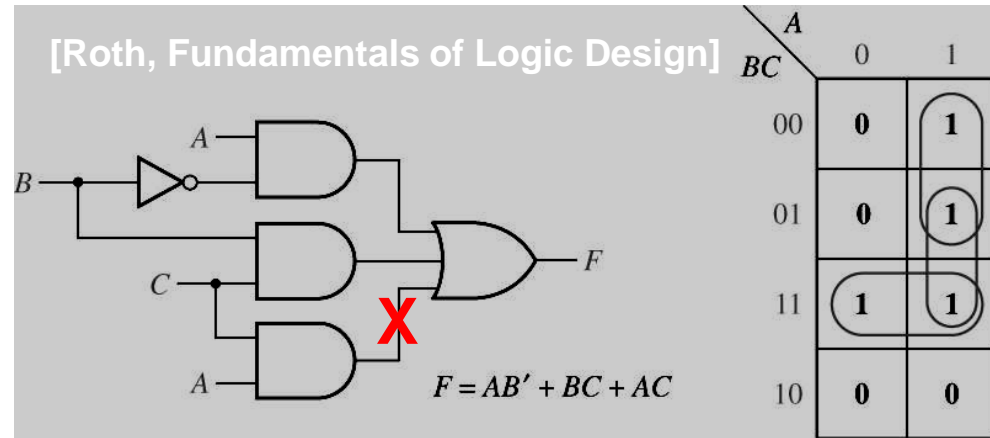 [Roth, Fundamentals of Logic Design]
A
BC
0 1
00 0 1
01 0 1
11 1 1
10 0 0
A
B
C
A
F
X
F = AB′ + BC + AC